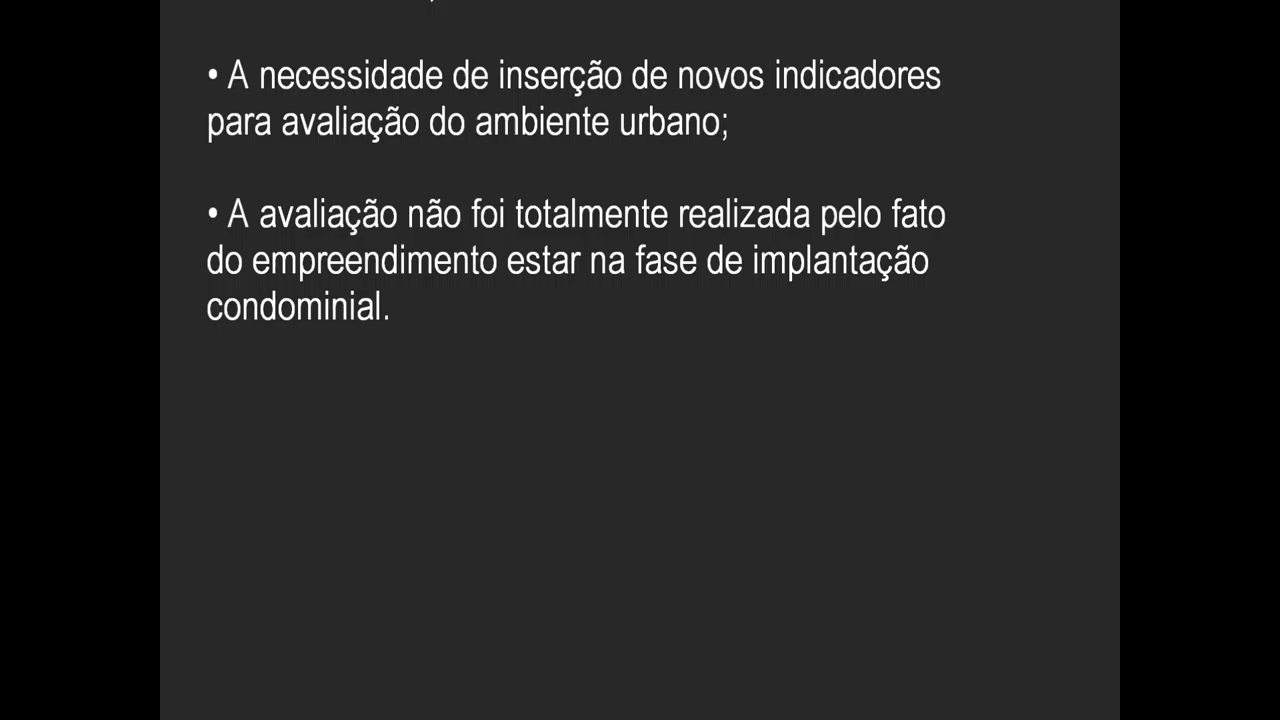 • A necessidade de inserção de novos indicadores
para avaliação do ambiente urbano;
• A avaliação não foi totalmente realizada pelo fato
do empreendimento estar na fase de implantação
condominial.